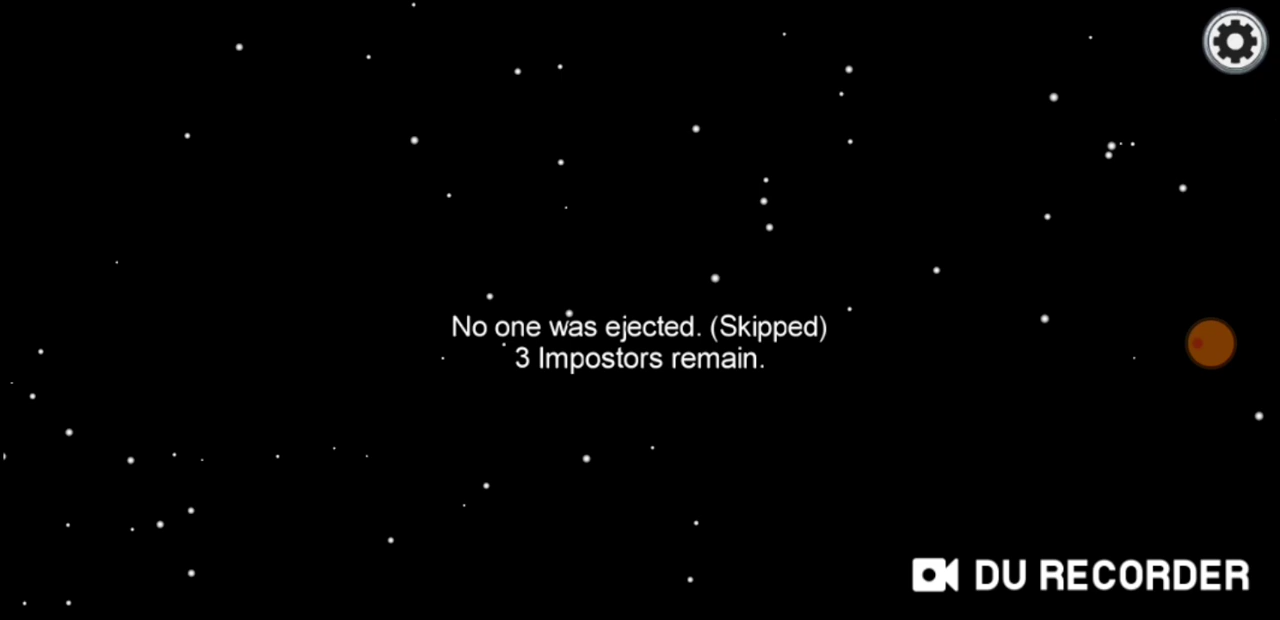 No one was ejected. (Skipped)
3 Impostors remain.
DU RECORDER